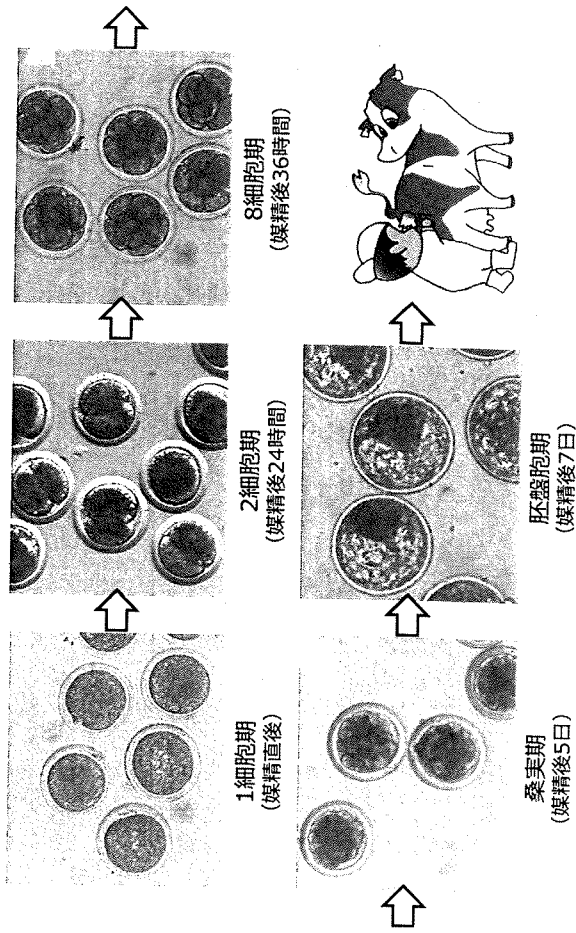 1細胞期
(媒精直後)
2細胞期
(媒精後24時間)
8細胞期
(媒精後36時間)
桑実期
(媒精後5日)
胚盤胞期
(媒精後7日)